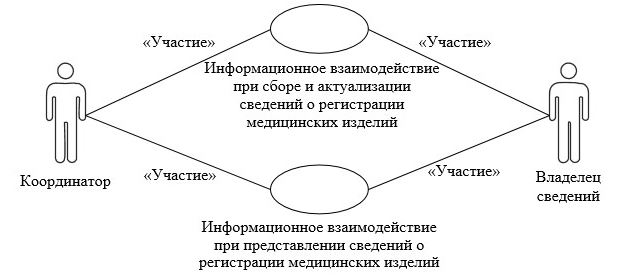 «Участие»
«Участие»
Информационное взаимодействие
при сборе и актуализации
сведений о регистрации
медицинских изделий
Координатор
Владелец
сведений
«Участие»
«Участие»
Информационное взаимодействие
при представлении сведений о
регистрации медицинских изделий